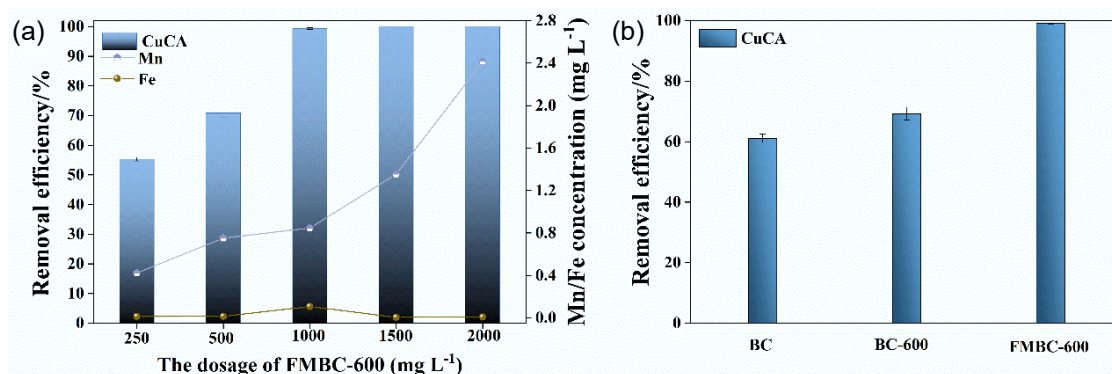 (a)
Removal efficiency/%
100
90
80
70
60
50
40
30
20
10
0
CuCA
Mn
Fe
2.8
2.4
2.0
1.6
1.2
0.8
0.4
0.0
Mn/Fe concentration (mg L⁻¹)
250 500 1000 1500 2000
The dosage of FMBC-600 (mg L⁻¹)
(b)
Removal efficiency/%
100
80
60
40
20
0
CuCA
BC BC-600 FMBC-600